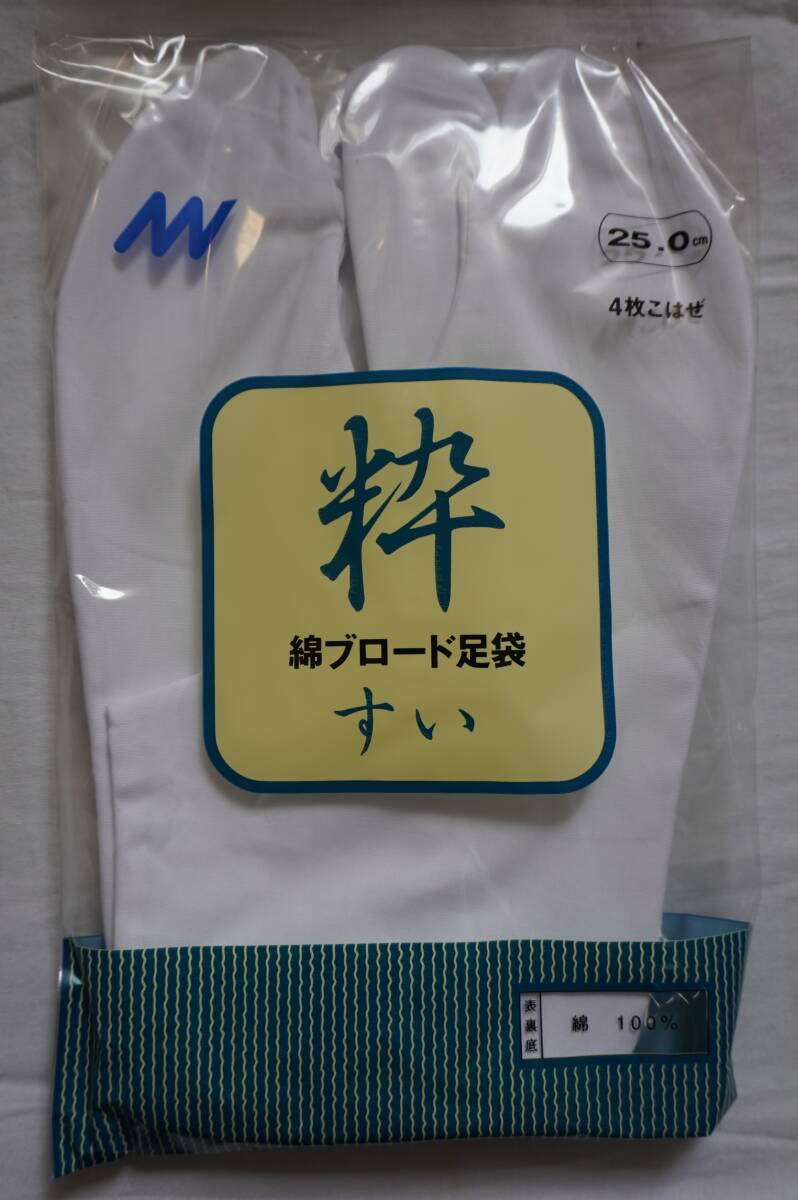 25.0cm
4枚こはぜ
粋
綿ブロード足袋
すい
表裏底
綿 100%